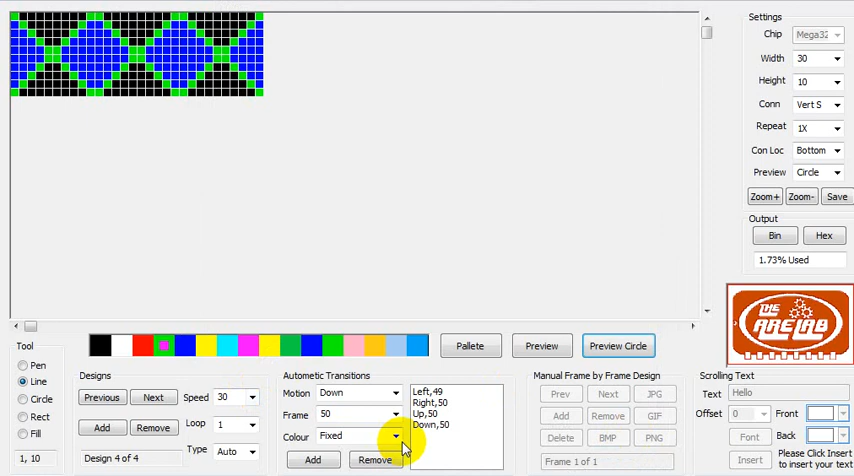 Settings
Chip Mega32
Width 30
Height 10
Conn Vert S
Repeat 1X
Con Loc Bottom
Preview Circle
Zoom+ Zoom- Save
Output
Bin Hex
1.73% Used
THE
ARE LAB
Pallete Preview Preview Circle
Tool
Pen
Line
Circle
Rect
Fill
1, 10
Designs
Previous Next Speed 30
Add Remove Loop 1
Design 4 of 4 Type Auto
Autometic Transitions
Motion Down
Frame 50
Colour Fixed
Add Remove
Left,49
Right,50
Up,50
Down,50
Manual Frame by Frame Design
Prev Next JPG
Add Remove GIF
Delete BMP PNG
Frame 1 of 1
Scrolling Text
Text Hello
Offset 0 Front
Font Back
Insert Please Click Insert
to insert your text